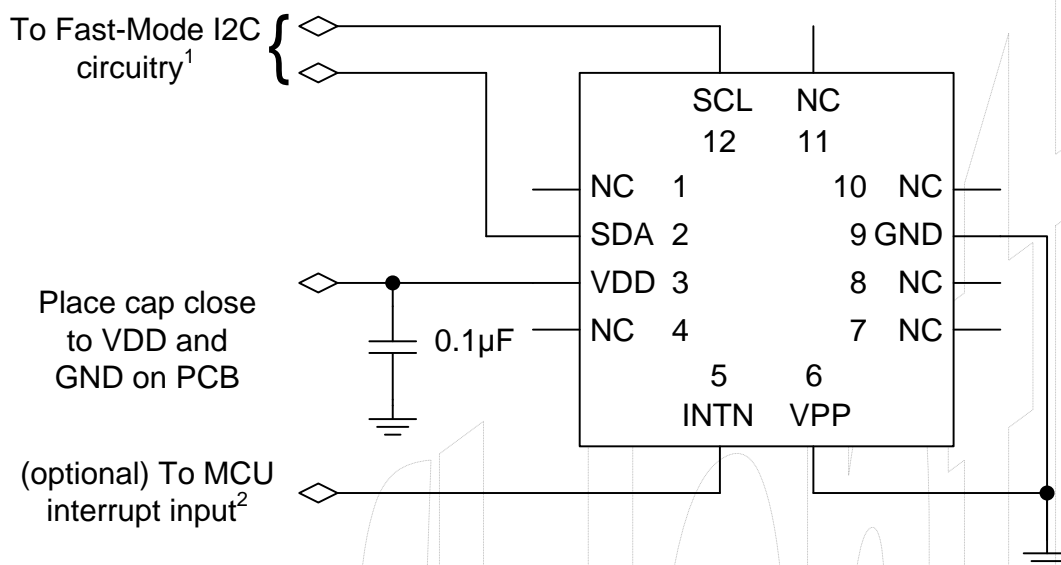 To Fast-Mode I2C
circuitry1
{
SCL NC
12 11
NC 1
10 NC
SDA 2
9 GND
VDD 3
8 NC
NC 4
7 NC
Place cap close
to VDD and
GND on PCB
0.1µF
5 6
INTN VPP
(optional) To MCU
interrupt input2